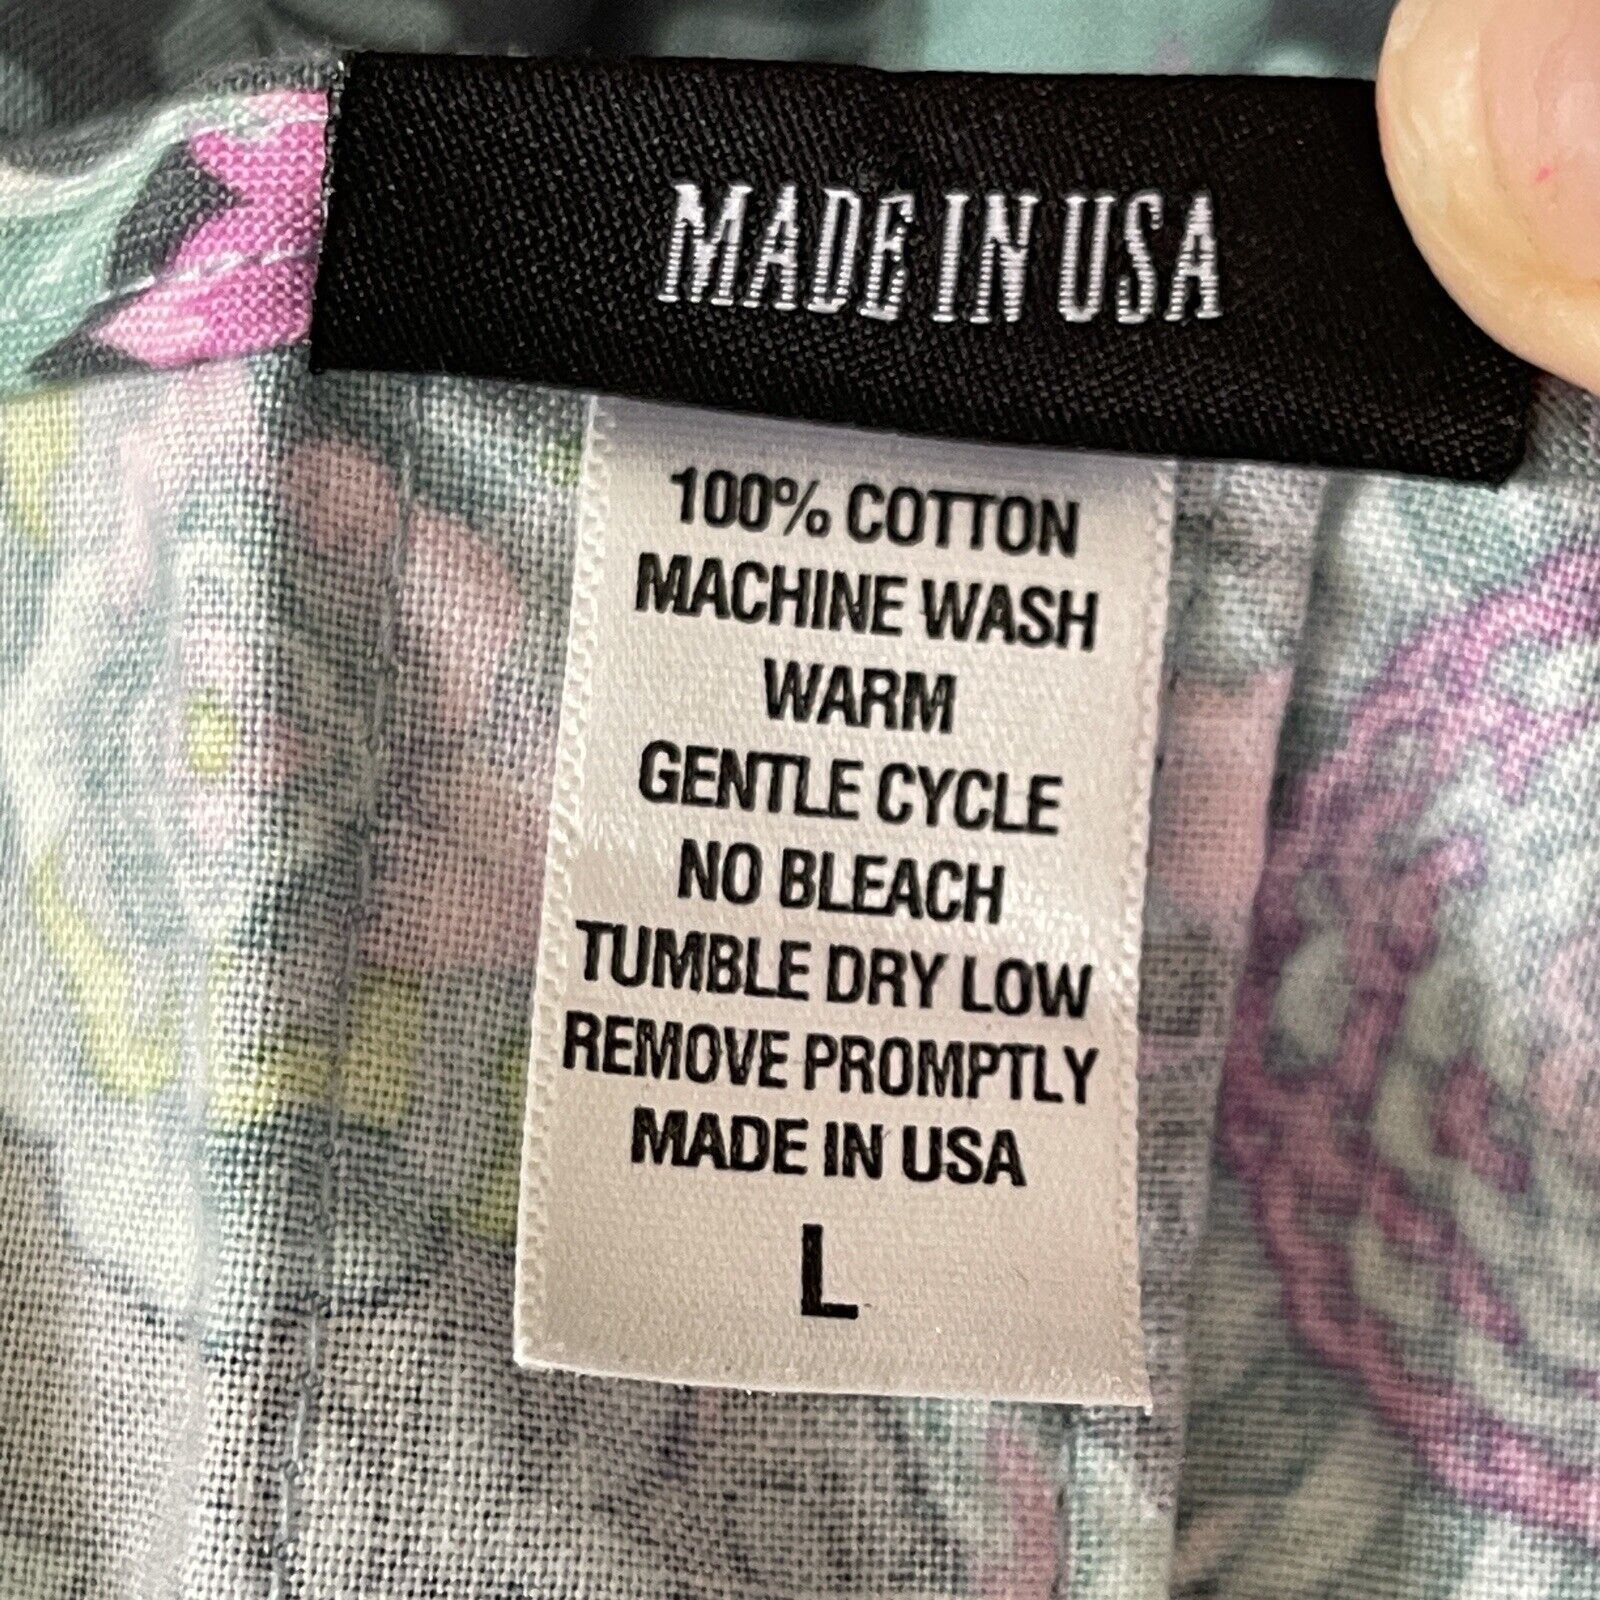 MADE IN USA
100% COTTON
MACHINE WASH
WARM
GENTLE CYCLE
NO BLEACH
TUMBLE DRY LOW
REMOVE PROMPTLY
MADE IN USA
L